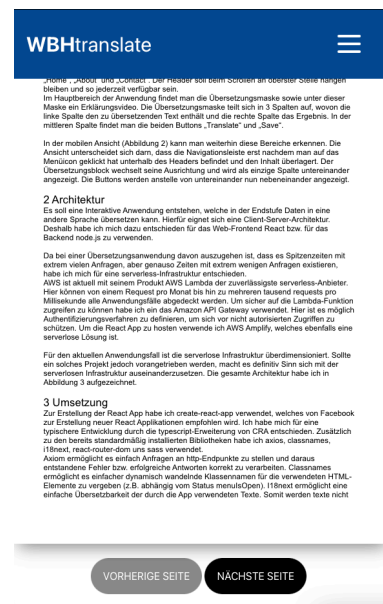 WBHtranslate
„Home", „About" und „Contact". Der Header soll beim Scrollen an oberster Stelle hängen
bleiben und so jederzeit verfügbar sein.
Im Hauptbereich der Anwendung findet man die Übersetzungsmaske sowie unter dieser
Maske ein Erklärungsvideo. Die Übersetzungsmaske teilt sich in 3 Spalten auf, wovon die
linke Spalte den zu übersetzenden Text enthält und die rechte Spalte das Ergebnis. In der
mittleren Spalte findet man die beiden Buttons „Translate" und „Save".
In der mobilen Ansicht (Abbildung 2) kann man weiterhin diese Bereiche erkennen. Die
Ansicht unterscheidet sich darn, dass die Navigationsleiste erst nachdem man auf das
Menüicon geklickt hat unterhalb des Headers befindet und den Inhalt überlagert. Der
Übersetzungsblock wechselt seine Ausrichtung und wird als einzige Spalte untereinander
angezeigt. Die Buttons werden anstelle von untereinander nun nebeneinander angezeigt.
2 Architektur
Es soll eine Interaktive Anwendung entstehen, welche in der Endstufe Daten in eine
andere Sprache übersetzen kann. Hierfür eignet sich eine Client-Server-Architektur.
Deshalb habe ich mich dazu entschieden für das Web-Frontend React bzw. für das
Backend node.js zu verwenden.
Da bei einer Übersetzungsanwendung davon auszugehen ist, dass es Spitzenzeiten mit
extrem vielen Anfragen, aber genauso Zeiten mit extrem wenigen Anfragen existieren,
habe ich mich für eine serverless-Infrastruktur entschieden.
AWS ist aktuell mit seinem Produkt AWS Lambda der zuverlässigste serverless-Anbieter.
Hier können von einem Request pro Monat bis hin zu mehreren tausend requests pro
Millisekunde alle Anwendungsfälle abgedeckt werden. Um sicher auf die Lambda-Funktion
zugreifen zu können habe ich ein das Amazon API Gateway verwendet. Hier ist es möglich
Authentifizierungsverfahren zu definieren, um sich vor nicht autorisierten Zugriffen zu
schützen. Um die React App zu hosten verwende ich AWS Amplify, welches ebenfalls eine
serverlose Lösung ist.
Für den aktuellen Anwendungsfall ist die serverlose Infrastruktur überdimensioniert. Sollte
ein solches Projekt jedoch vorangetrieben werden, macht es definitiv Sinn sich mit der
serverlosen Infrastruktur auseinanderzusetzen. Die gesamte Architektur habe ich in
Abbildung 3 aufgezeichnet.
3 Umsetzung
Zur Erstellung der React App habe ich create-react-app verwendet, welches von Facebook
zur Erstellung neuer React Applikationen empfohlen wird. Ich habe mich für eine
typischere Entwicklung durch die typescript-Erweiterung von CRA entschieden. Zusätzlich
zu den bereits standardmäßig installierten Bibliotheken habe ich axios, classnames,
i18next, react-router-dom uns sass verwendet.
Axiom ermöglicht es einfach Anfragen an http-Endpunkte zu stellen und daraus
entstandene Fehler bzw. erfolgreiche Antworten korrekt zu verarbeiten. Classnames
ermöglicht es einfacher dynamisch wandelnde Klassennamen für die verwendeten HTML-
Elemente zu vergeben (z.B. abhängig vom Status menuIsOpen). I18next ermöglicht eine
einfache Übersetzbarkeit der durch die App verwendeten Texte. Somit werden texte nicht
VORHERIGE SEITE
NÄCHSTE SEITE